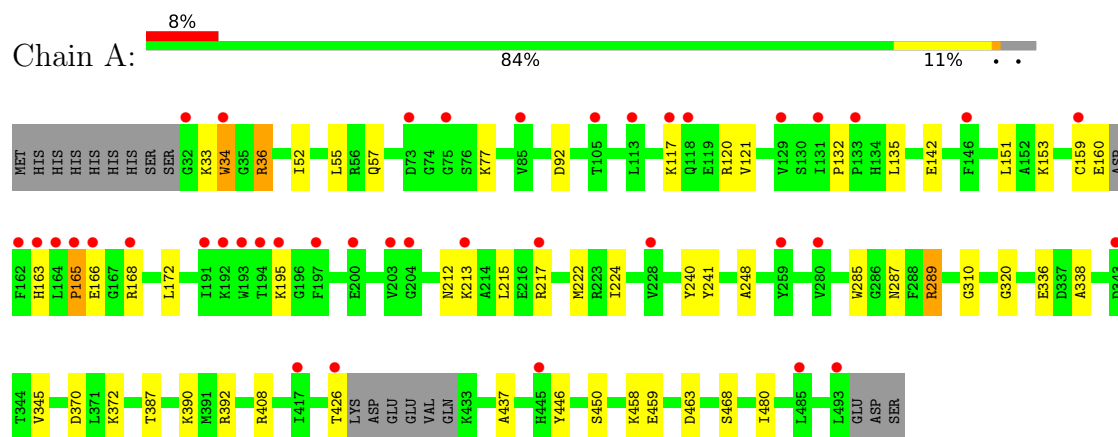 8%
Chain A:
84% 11% • •
MET HIS HIS HIS HIS HIS HIS SER SER G32 K33 W34 G35 R36 I52 L55 R56 Q57 D73 G74 G75 S76 K77 V85 D92 T105 L113 K117 Q118 E119 R120 V121 V129 S130 I131 P132 P133 H134 L135 E142 F146 L151 A152 K153 C159 E160 ASP
F162 H163 L164 P165 E166 G167 R168 L172 I191 K192 W193 T194 K195 G196 F197 E200 V203 G204 N212 K213 A214 L215 E216 R217 M222 R223 I224 V228 Y240 Y241 A248 Y259 V280 W285 G286 N287 F288 R289 G310 G320 E336 D337 A338 D343
T344 V345 D370 L371 K372 T387 K390 M391 R392 R408 I417 T426 LYS ASP GLU GLU VAL GLN K433 A437 H445 Y446 S450 K458 E459 D463 S468 I480 L485 L493 GLU ASP SER